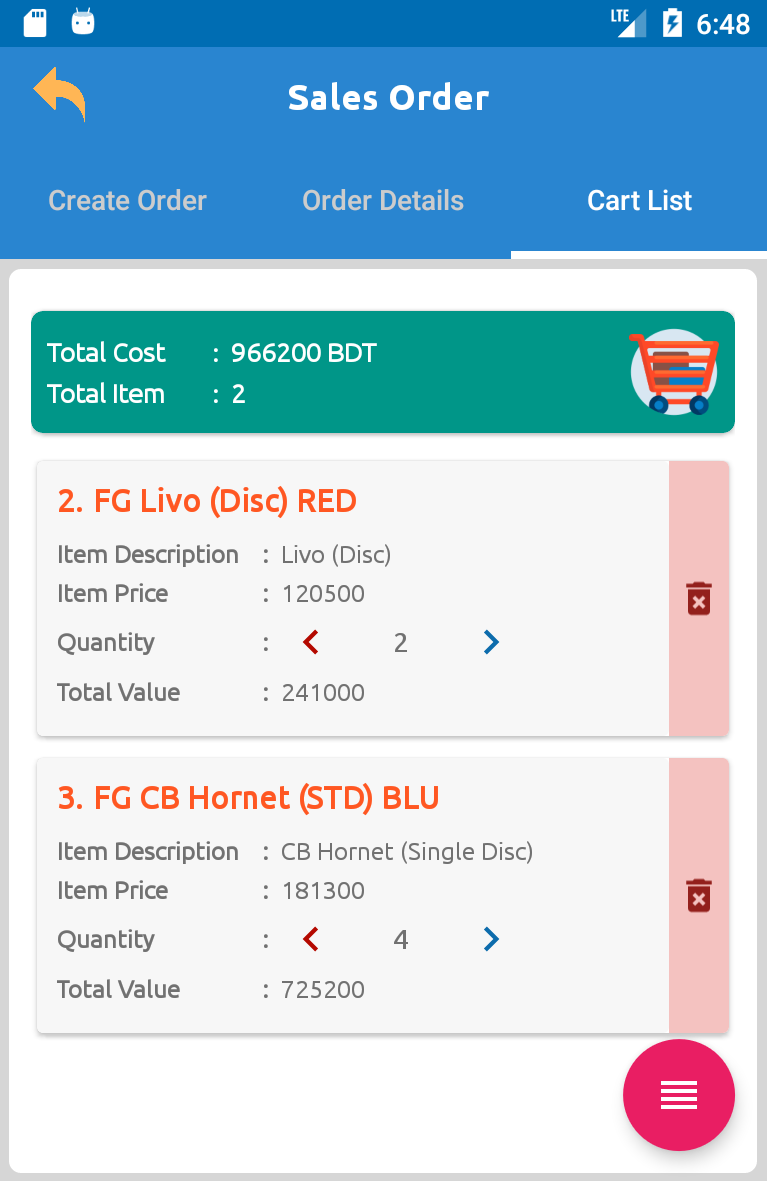 LTE 6:48
Sales Order
Create Order Order Details Cart List
Total Cost : 966200 BDT
Total Item : 2
2. FG Livo (Disc) RED
Item Description : Livo (Disc)
Item Price : 120500
Quantity : 2
Total Value : 241000
3. FG CB Hornet (STD) BLU
Item Description : CB Hornet (Single Disc)
Item Price : 181300
Quantity : 4
Total Value : 725200